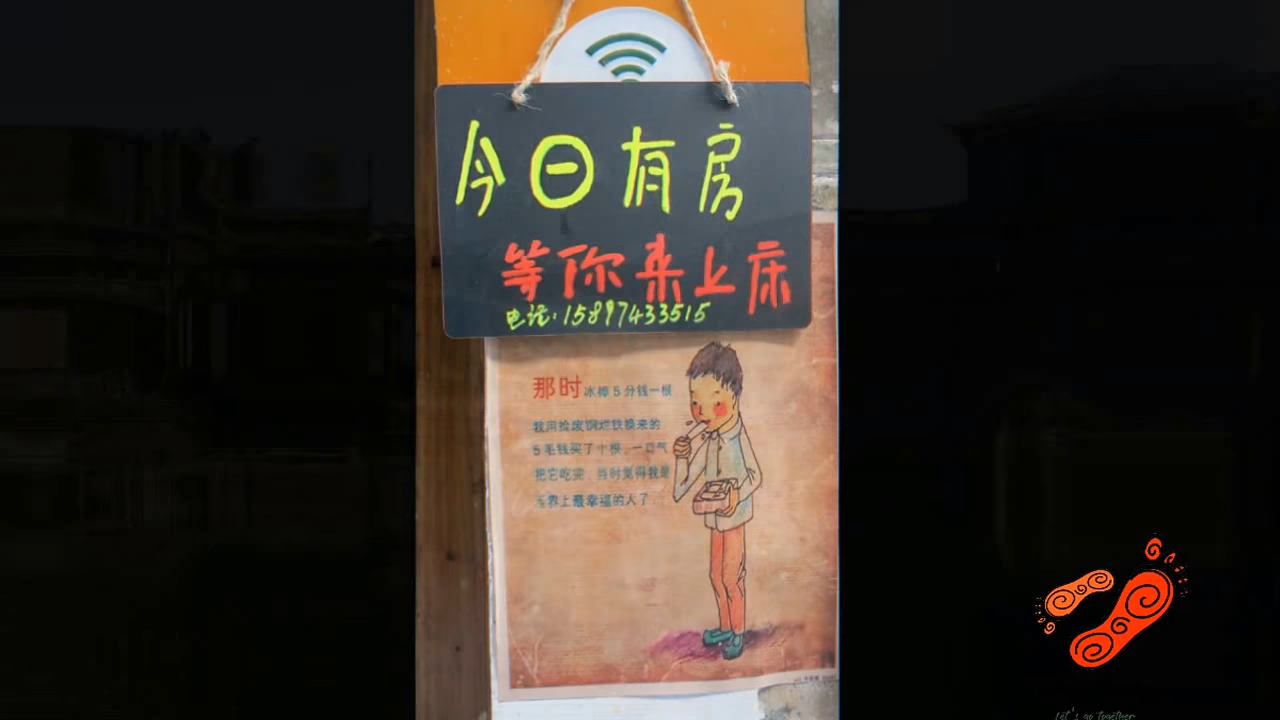 今日有房
等你来上床
电话:15897433515
那时冰棒5分钱一根
我用捡废铜烂铁换来的
5毛钱买了十根,一口气
把它吃完,当时觉得我是
世界上最幸福的人了...
let's go together